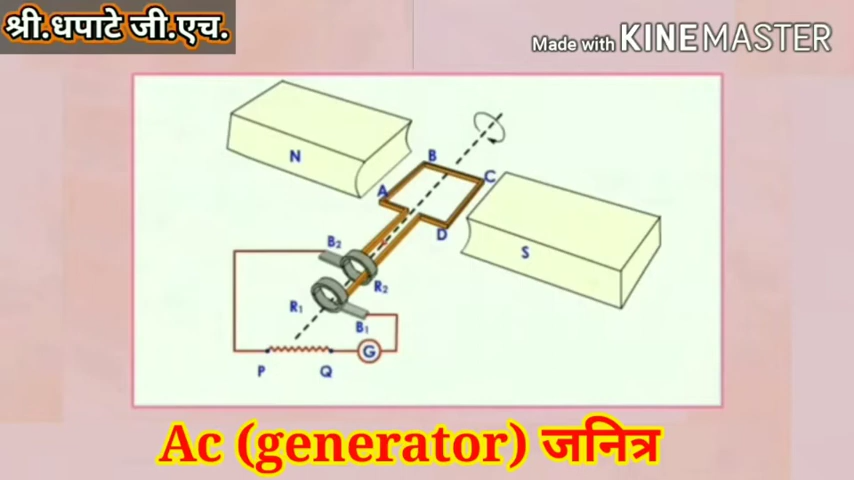 श्री.धपाटे जी.एच.
Made with KINEMASTER
N
B
A
C
D
S
B₂
R₂
R₁
B₁
G
P
Q
Ac (generator) जनित्र